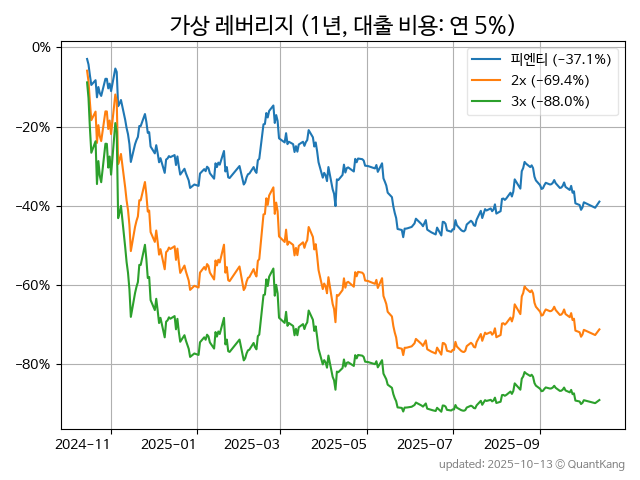 가상 레버리지 (1년, 대출 비용: 연 5%)
피엔티 (−37.1%)
2x (−69.4%)
3x (−88.0%)
0%
−20%
−40%
−60%
−80%
2024−11 2025−01 2025−03 2025−05 2025−07 2025−09
updated: 2025-10-13 © QuantKang